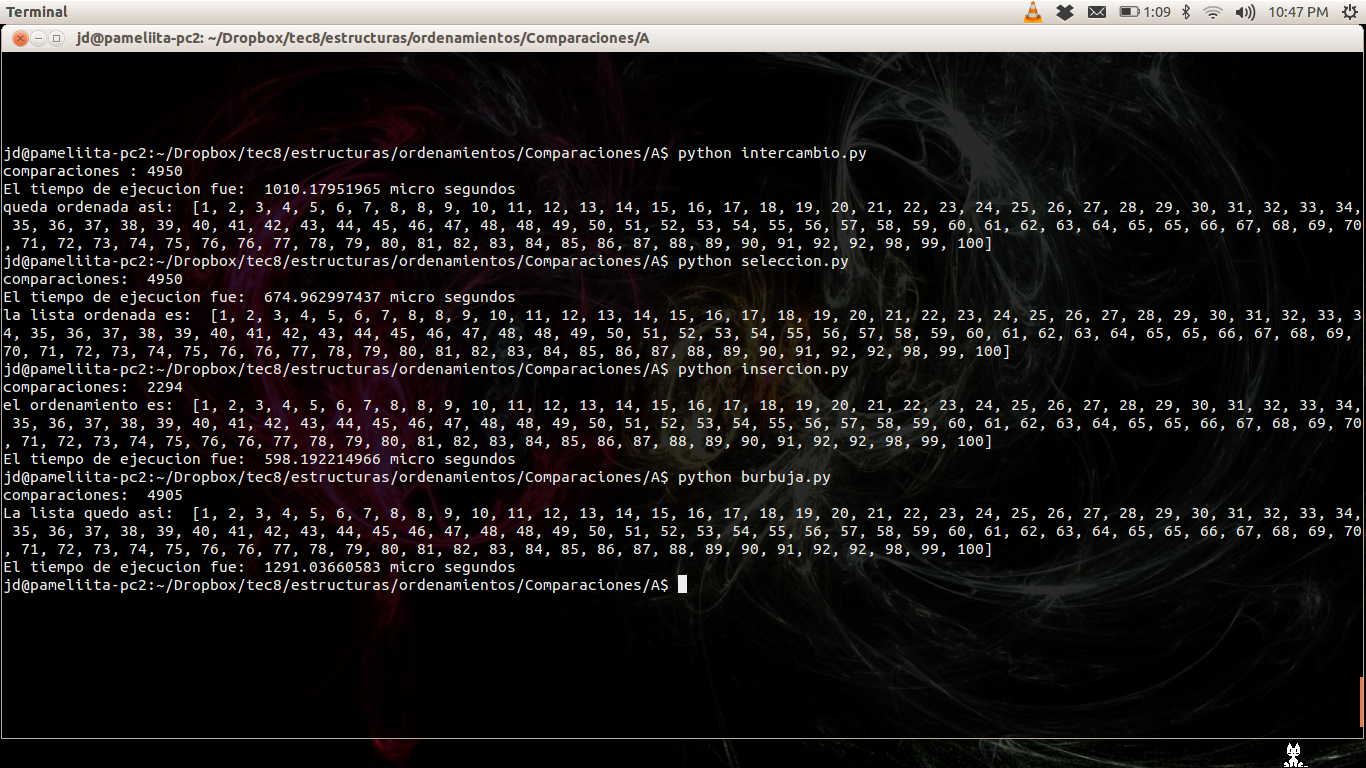 Terminal
1:09
10:47 PM
jd@pameliita-pc2: ~/Dropbox/tec8/estructuras/ordenamientos/Comparaciones/A
jd@pameliita-pc2:~/Dropbox/tec8/estructuras/ordenamientos/Comparaciones/A$ python intercambio.py
comparaciones : 4950
El tiempo de ejecucion fue:  1010.17951965 micro segundos
queda ordenada asi:  [1, 2, 3, 4, 5, 6, 7, 8, 8, 9, 10, 11, 12, 13, 14, 15, 16, 17, 18, 19, 20, 21, 22, 23, 24, 25, 26, 27, 28, 29, 30, 31, 32, 33, 34,
 35, 36, 37, 38, 39, 40, 41, 42, 43, 44, 45, 46, 47, 48, 48, 49, 50, 51, 52, 53, 54, 55, 56, 57, 58, 59, 60, 61, 62, 63, 64, 65, 65, 66, 67, 68, 69, 70
, 71, 72, 73, 74, 75, 76, 76, 77, 78, 79, 80, 81, 82, 83, 84, 85, 86, 87, 88, 89, 90, 91, 92, 92, 98, 99, 100]
jd@pameliita-pc2:~/Dropbox/tec8/estructuras/ordenamientos/Comparaciones/A$ python seleccion.py
comparaciones:  4950
El tiempo de ejecucion fue:  674.962997437 micro segundos
la lista ordenada es:  [1, 2, 3, 4, 5, 6, 7, 8, 8, 9, 10, 11, 12, 13, 14, 15, 16, 17, 18, 19, 20, 21, 22, 23, 24, 25, 26, 27, 28, 29, 30, 31, 32, 33, 3
4, 35, 36, 37, 38, 39, 40, 41, 42, 43, 44, 45, 46, 47, 48, 48, 49, 50, 51, 52, 53, 54, 55, 56, 57, 58, 59, 60, 61, 62, 63, 64, 65, 65, 66, 67, 68, 69,
70, 71, 72, 73, 74, 75, 76, 76, 77, 78, 79, 80, 81, 82, 83, 84, 85, 86, 87, 88, 89, 90, 91, 92, 92, 98, 99, 100]
jd@pameliita-pc2:~/Dropbox/tec8/estructuras/ordenamientos/Comparaciones/A$ python insercion.py
comparaciones:  2294
el ordenamiento es:  [1, 2, 3, 4, 5, 6, 7, 8, 8, 9, 10, 11, 12, 13, 14, 15, 16, 17, 18, 19, 20, 21, 22, 23, 24, 25, 26, 27, 28, 29, 30, 31, 32, 33, 34,
 35, 36, 37, 38, 39, 40, 41, 42, 43, 44, 45, 46, 47, 48, 48, 49, 50, 51, 52, 53, 54, 55, 56, 57, 58, 59, 60, 61, 62, 63, 64, 65, 65, 66, 67, 68, 69, 70
, 71, 72, 73, 74, 75, 76, 76, 77, 78, 79, 80, 81, 82, 83, 84, 85, 86, 87, 88, 89, 90, 91, 92, 92, 98, 99, 100]
El tiempo de ejecucion fue:  598.192214966 micro segundos
jd@pameliita-pc2:~/Dropbox/tec8/estructuras/ordenamientos/Comparaciones/A$ python burbuja.py
comparaciones:  4905
La lista quedo asi:  [1, 2, 3, 4, 5, 6, 7, 8, 8, 9, 10, 11, 12, 13, 14, 15, 16, 17, 18, 19, 20, 21, 22, 23, 24, 25, 26, 27, 28, 29, 30, 31, 32, 33, 34,
 35, 36, 37, 38, 39, 40, 41, 42, 43, 44, 45, 46, 47, 48, 48, 49, 50, 51, 52, 53, 54, 55, 56, 57, 58, 59, 60, 61, 62, 63, 64, 65, 65, 66, 67, 68, 69, 70
, 71, 72, 73, 74, 75, 76, 76, 77, 78, 79, 80, 81, 82, 83, 84, 85, 86, 87, 88, 89, 90, 91, 92, 92, 98, 99, 100]
El tiempo de ejecucion fue:  1291.03660583 micro segundos
jd@pameliita-pc2:~/Dropbox/tec8/estructuras/ordenamientos/Comparaciones/A$